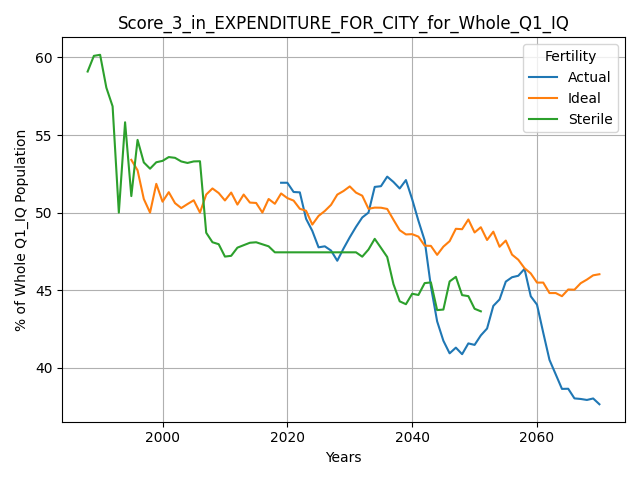 Score_3_in_EXPENDITURE_FOR_CITY_for_Whole_Q1_IQ
Fertility
Actual
Ideal
Sterile
% of Whole Q1_IQ Population
60
55
50
45
40
2000
2020
2040
2060
Years